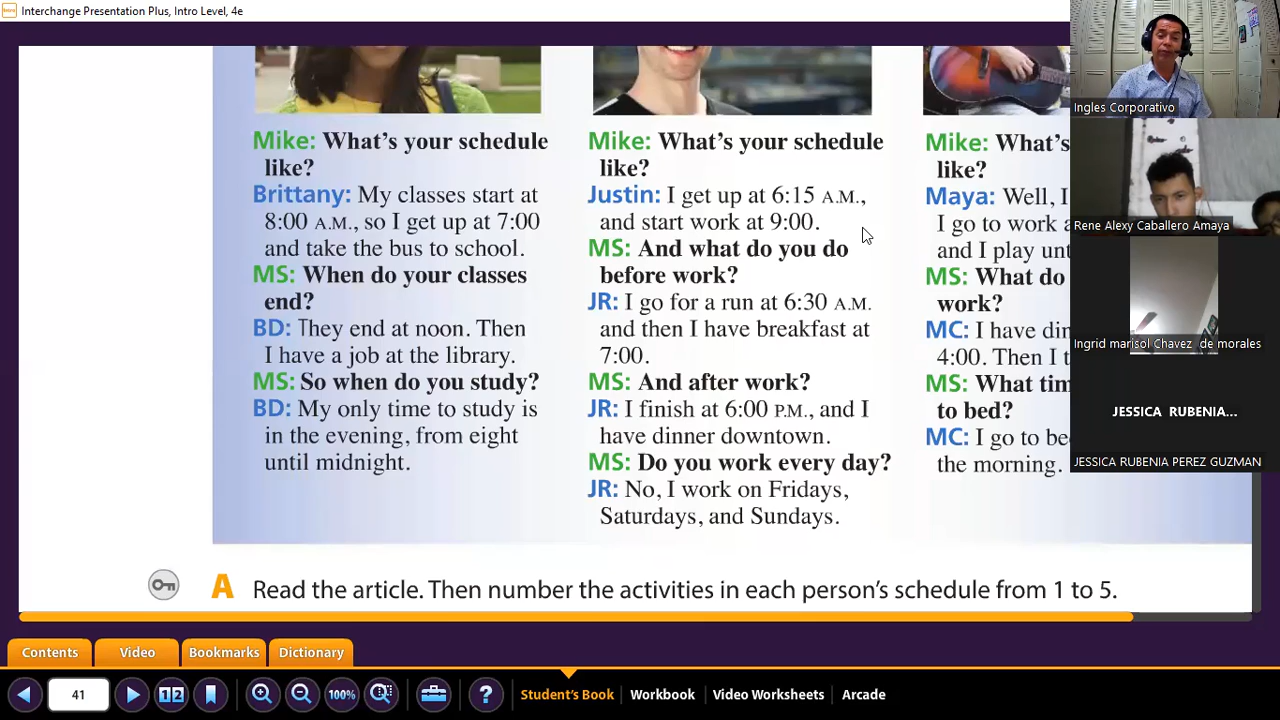 Interchange Presentation Plus, Intro Level, 4e
Mike: What's your schedule
like?
Brittany: My classes start at
8:00 A.M., so I get up at 7:00
and take the bus to school.
MS: When do your classes
end?
BD: They end at noon. Then
I have a job at the library.
MS: So when do you study?
BD: My only time to study is
in the evening, from eight
until midnight.
Mike: What's your schedule
like?
Justin: I get up at 6:15 A.M.,
and start work at 9:00.
MS: And what do you do
before work?
JR: I go for a run at 6:30 A.M.
and then I have breakfast at
7:00.
MS: And after work?
JR: I finish at 6:00 P.M., and I
have dinner downtown.
MS: Do you work every day?
JR: No, I work on Fridays,
Saturdays, and Sundays.
Mike: What's
like?
Maya: Well, I
I go to work
and I play
MS: What do
work?
MC: I have
4:00. Then I
MS: What
to bed?
MC: I go to
the morning.
A Read the article. Then number the activities in each person's schedule from 1 to 5.
Ingles Corporativo
Rene Alexy Caballero Amaya
Ingrid marisol Chavez de morales
JESSICA RUBENIA...
JESSICA RUBENIA PEREZ GUZMAN
Contents Video Bookmarks Dictionary
41 1 2 100% ? Student's Book Workbook Video Worksheets Arcade